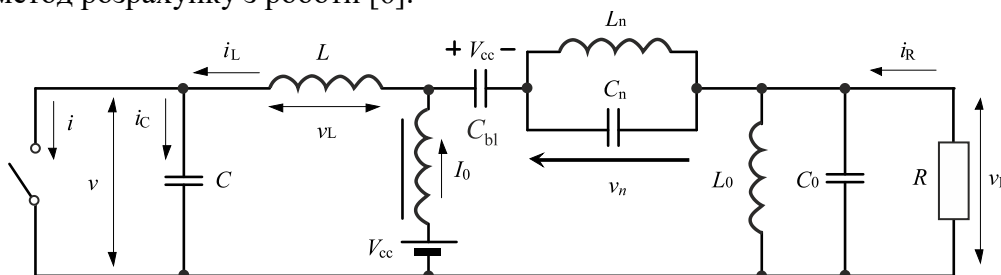 метод розрахунку з роботи [6].
Lₙ
iL L + Vcc − iR
Cₙ
i iC vL Cbl
v C I0 vₙ L0 C0 R
Vcc